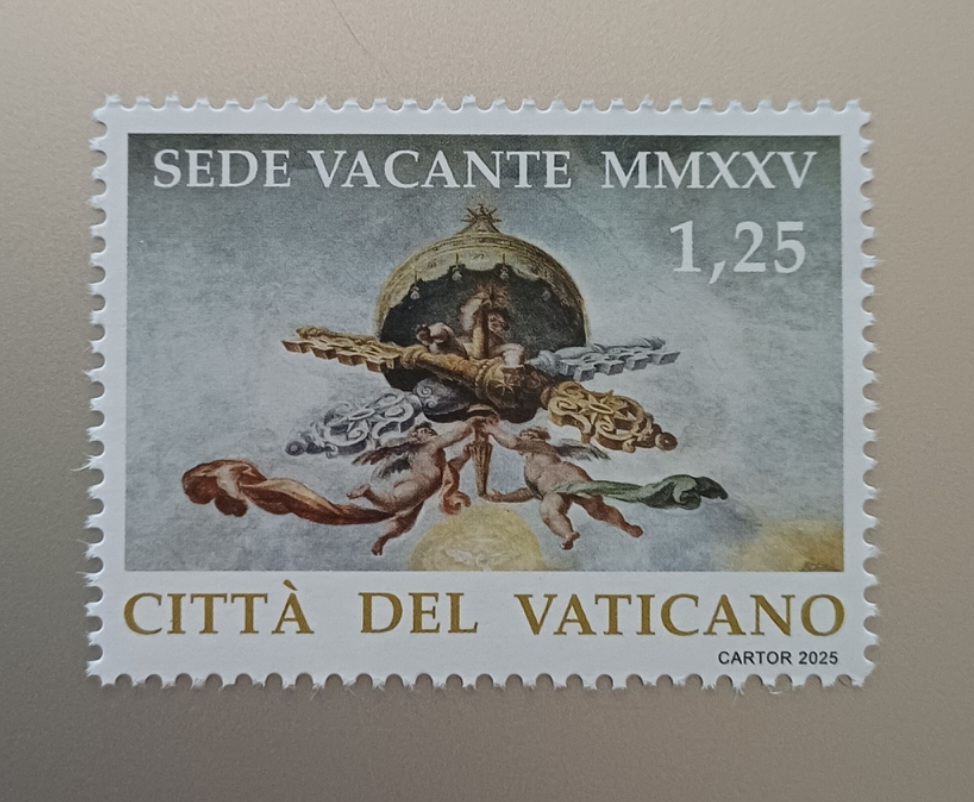 SEDE VACANTE MMXXV
1,25
CITTÀ DEL VATICANO
CARTOR 2025